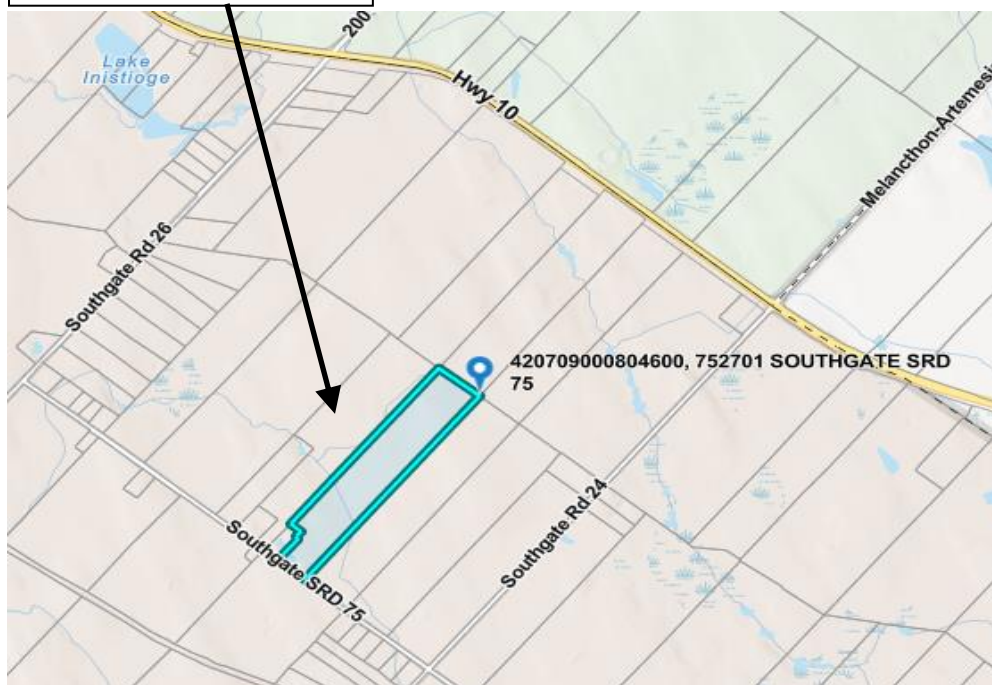 200
Lake
Inistioge
Hwy 10
Melancthon-Artemesia
Southgate Rd 26
420709000804600, 752701 SOUTHGATE SRD
75
Southgate Rd 24
Southgate SRD 75